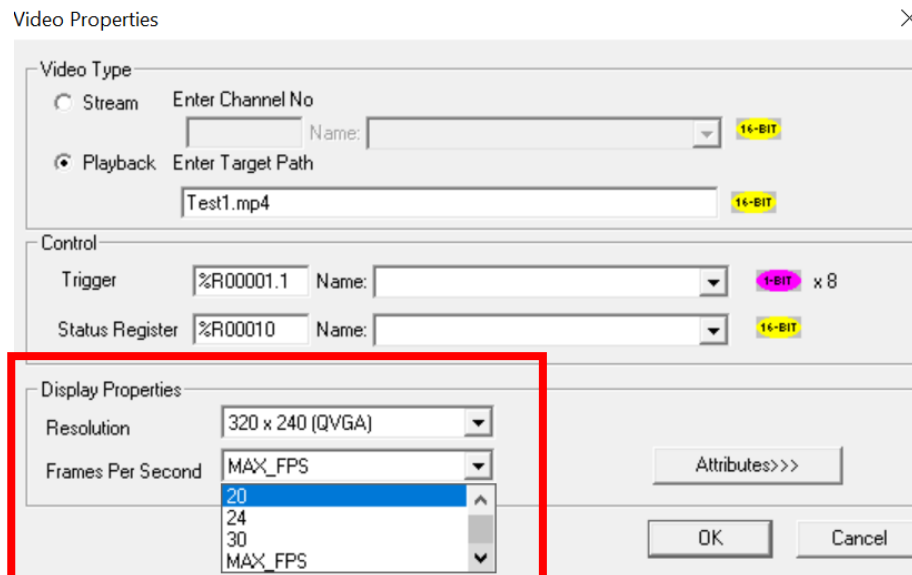 Video Properties
Video Type
Stream Enter Channel No
Name: 16-BIT
Playback Enter Target Path
Test1.mp4 16-BIT
Control
Trigger %R00001.1 Name: 1-BIT x 8
Status Register %R00010 Name: 16-BIT
Display Properties
Resolution 320 x 240 (QVGA)
Frames Per Second MAX_FPS Attributes>>>
20
24
30
OK Cancel
MAX_FPS